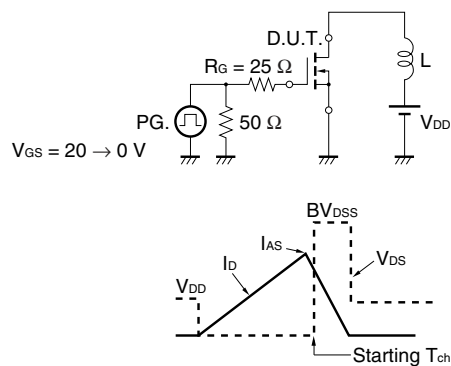 D.U.T.
RG = 25 Ω
L
PG.
50 Ω
VDD
VGS = 20 → 0 V
BVDSS
IAS
ID
VDS
VDD
Starting Tch